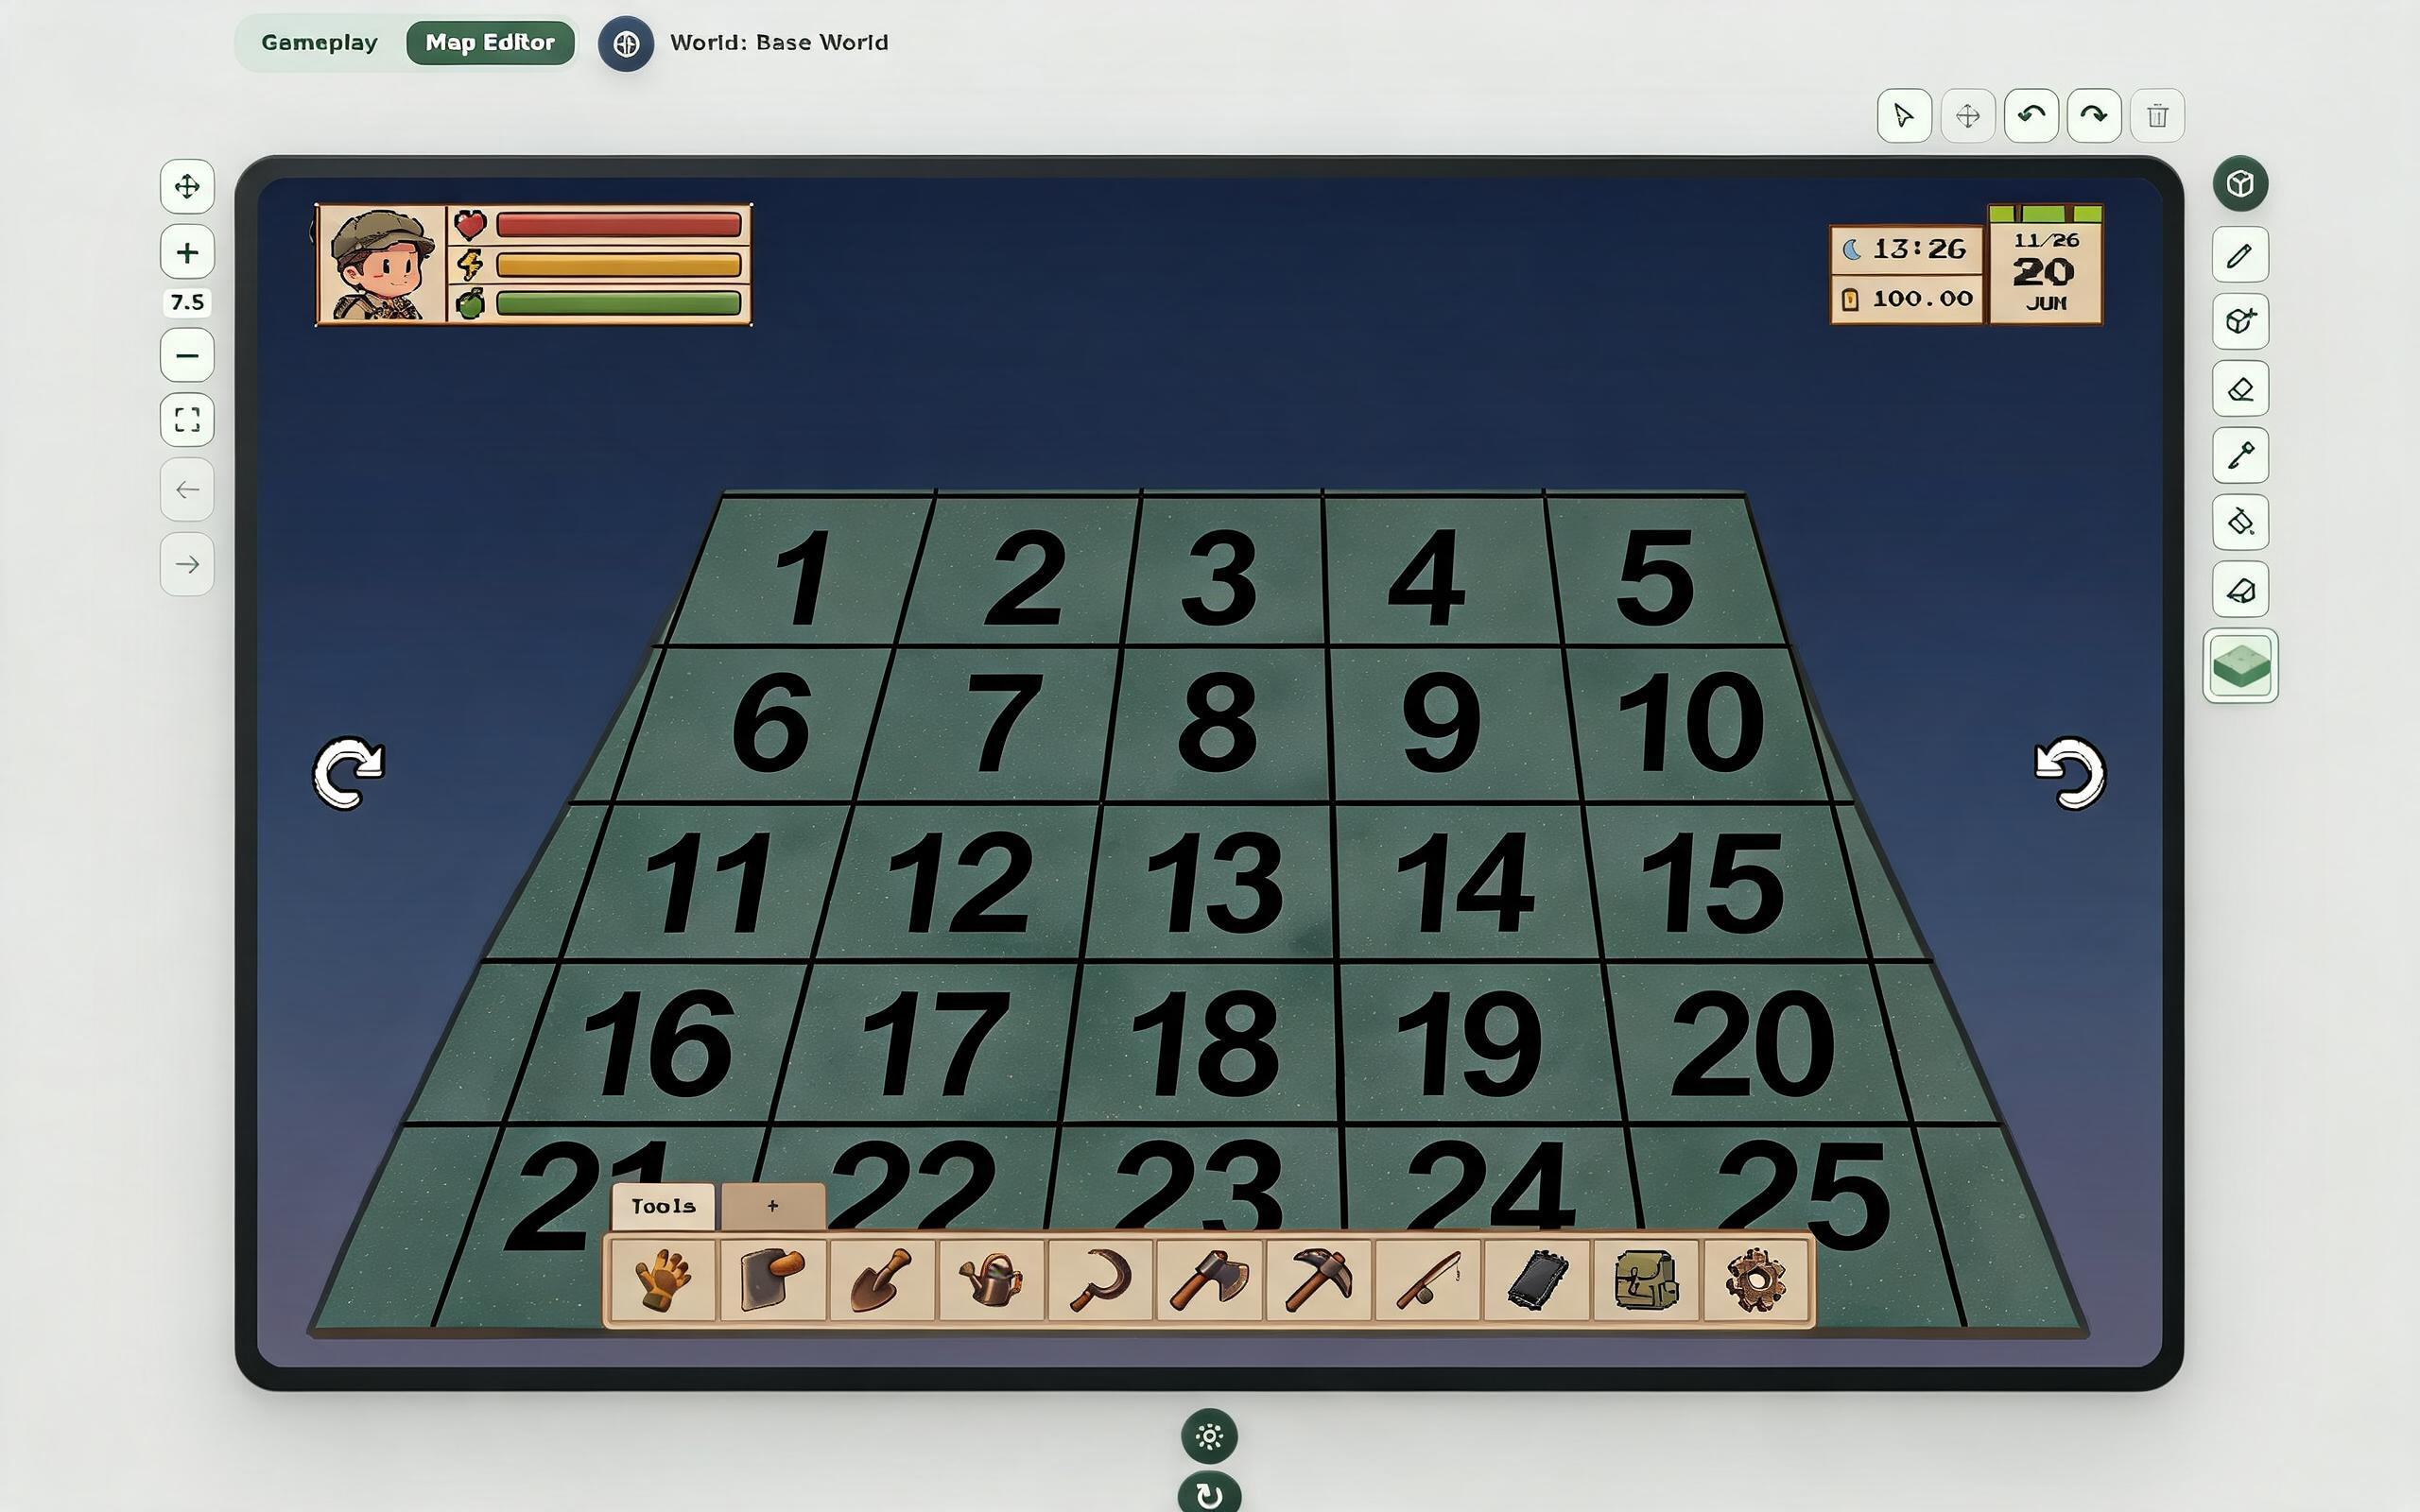 Gameplay
Map Editor
World: Base World
7.5
13:26
100.00
11/26
20
JUN
1 2 3 4 5
6 7 8 9 10
11 12 13 14 15
16 17 18 19 20
21 22 23 24 25
Tools
+